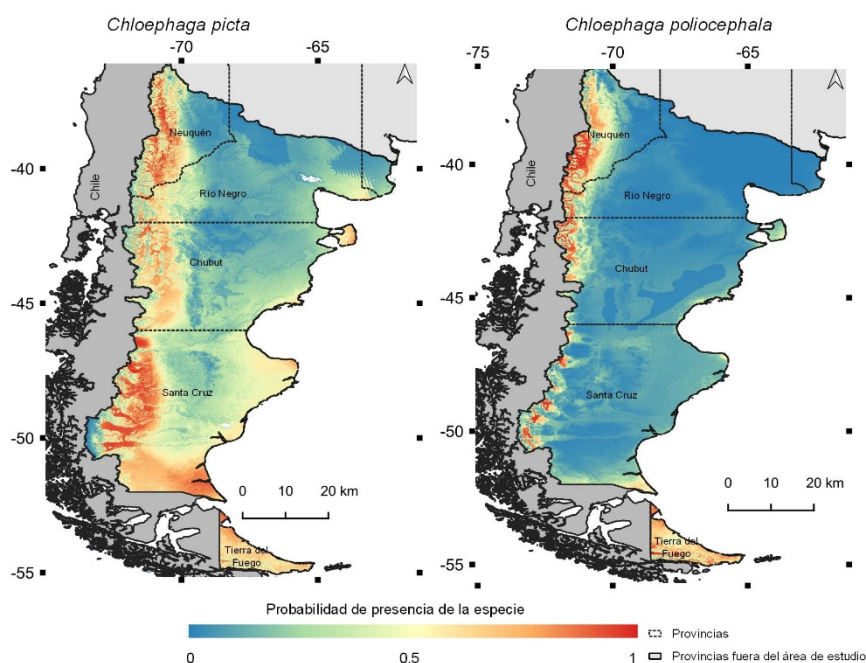 Chloephaga picta
-70
-65
-40
-45
-50
-55
Neuquén
Río Negro
Chubut
Santa Cruz
Tierra del
Fuego
Chile
0
10
20 km
Chloephaga poliocephala
-75
-70
-65
-40
-45
-50
-55
Neuquén
Río Negro
Chubut
Santa Cruz
Tierra del
Fuego
Chile
0
10
20 km
Probabilidad de presencia de la especie
0
0.5
1
Provincias
Provincias fuera del área de estudio